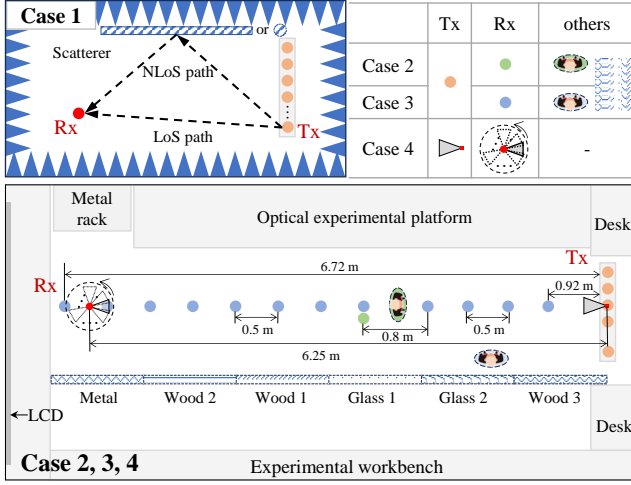 Case 1
or
Scatterer
NLoS path
Rx
LoS path
Tx
Tx
Rx
others
Case 2
Case 3
Case 4
-
Metal
rack
Optical experimental platform
Desk
Tx
6.72 m
Rx
0.92 m
0.5 m
0.8 m
0.5 m
6.25 m
Metal
Wood 2
Wood 1
Glass 1
Glass 2
Wood 3
LCD
Desk
Case 2, 3, 4
Experimental workbench